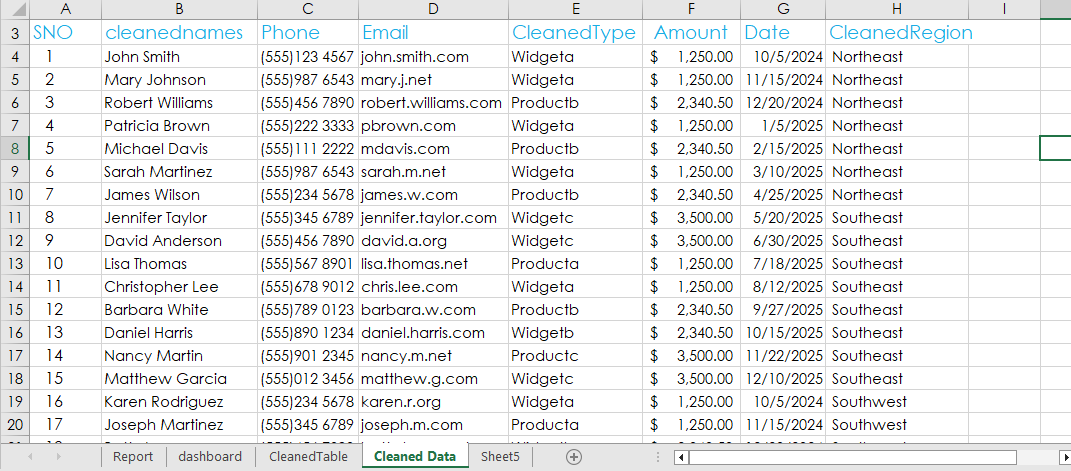 A B C D E F G H I
3 SNO cleanednames Phone Email CleanedType Amount Date CleanedRegion
4 1 John Smith (555)123 4567 john.smith.com Widgeta $ 1,250.00 10/5/2024 Northeast
5 2 Mary Johnson (555)987 6543 mary.j.net Widgeta $ 1,250.00 11/15/2024 Northeast
6 3 Robert Williams (555)456 7890 robert.williams.com Productb $ 2,340.50 12/20/2024 Northeast
7 4 Patricia Brown (555)222 3333 pbrown.com Widgeta $ 1,250.00 1/5/2025 Northeast
8 5 Michael Davis (555)111 2222 mdavis.com Productb $ 2,340.50 2/15/2025 Northeast
9 6 Sarah Martinez (555)987 6543 sarah.m.net Widgeta $ 1,250.00 3/10/2025 Northeast
10 7 James Wilson (555)234 5678 james.w.com Productb $ 2,340.50 4/25/2025 Northeast
11 8 Jennifer Taylor (555)345 6789 jennifer.taylor.com Widgetc $ 3,500.00 5/20/2025 Southeast
12 9 David Anderson (555)456 7890 david.a.org Widgetc $ 3,500.00 6/30/2025 Southeast
13 10 Lisa Thomas (555)567 8901 lisa.thomas.net Producta $ 1,250.00 7/18/2025 Southeast
14 11 Christopher Lee (555)678 9012 chris.lee.com Widgeta $ 1,250.00 8/12/2025 Southeast
15 12 Barbara White (555)789 0123 barbara.w.com Productb $ 2,340.50 9/27/2025 Southeast
16 13 Daniel Harris (555)890 1234 daniel.harris.com Widgetb $ 2,340.50 10/15/2025 Southeast
17 14 Nancy Martin (555)901 2345 nancy.m.net Productc $ 3,500.00 11/22/2025 Southeast
18 15 Matthew Garcia (555)012 3456 matthew.g.com Widgetc $ 3,500.00 12/10/2025 Southeast
19 16 Karen Rodriguez (555)234 5678 karen.r.org Widgeta $ 1,250.00 10/5/2024 Southwest
20 17 Joseph Martinez (555)345 6789 joseph.m.com Producta $ 1,250.00 11/15/2024 Southwest
Report dashboard CleanedTable Cleaned Data Sheet5